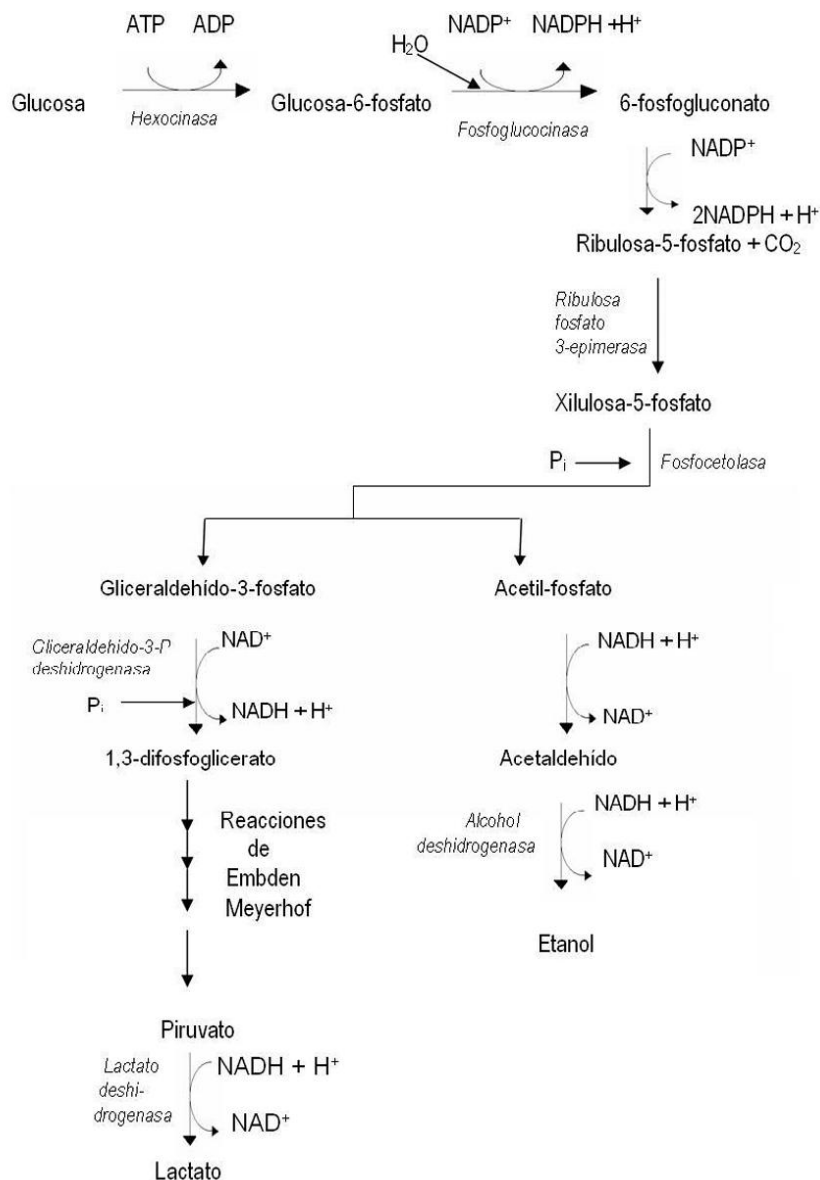 ATP ADP
H₂O
NADP⁺ NADPH +H⁺
Glucosa
Hexocinasa
Glucosa-6-fosfato
Fosfoglucocinasa
6-fosfogluconato
NADP⁺
2NADPH + H⁺
Ribulosa-5-fosfato + CO₂
Ribulosa
fosfato
3-epimerasa
Xilulosa-5-fosfato
Pᵢ
Fosfocetolasa
Gliceraldehído-3-fosfato
Acetil-fosfato
Gliceraldehido-3-P
deshidrogenasa
NAD⁺
Pᵢ
NADH + H⁺
NADH + H⁺
NAD⁺
1,3-difosfoglicerato
Acetaldehído
Reacciones
de
Embden
Meyerhof
Alcohol
deshidrogenasa
NADH + H⁺
NAD⁺
Etanol
Piruvato
Lactato
deshi-
drogenasa
NADH + H⁺
NAD⁺
Lactato